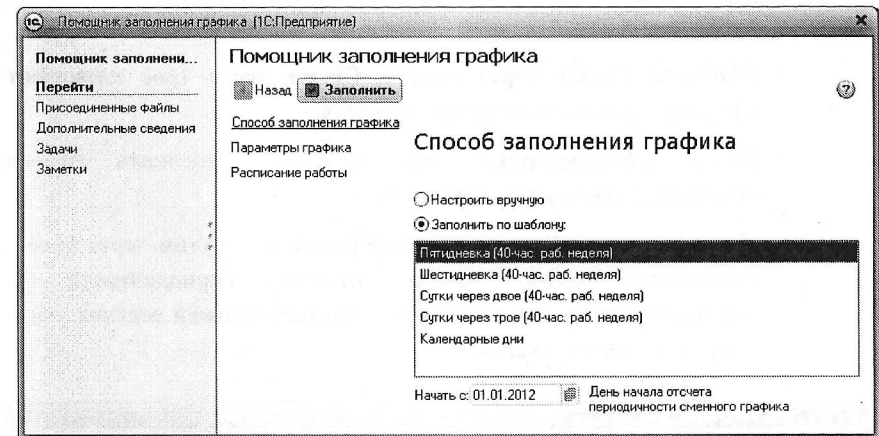 Помощник заполнения графика (1С:Предприятие)
Помощник заполнени...
Перейти
Присоединенные файлы
Дополнительные сведения
Задачи
Заметки
Помощник заполнения графика
Назад Заполнить
Способ заполнения графика
Параметры графика
Расписание работы
Способ заполнения графика
Настроить вручную
Заполнить по шаблону:
Пятидневка (40-час. раб. неделя)
Шестидневка (40-час. раб. неделя)
Сутки через двое (40-час. раб. неделя)
Сутки через трое (40-час. раб. неделя)
Календарные дни
Начать с: 01.01.2012
День начала отсчета
периодичности сменного графика